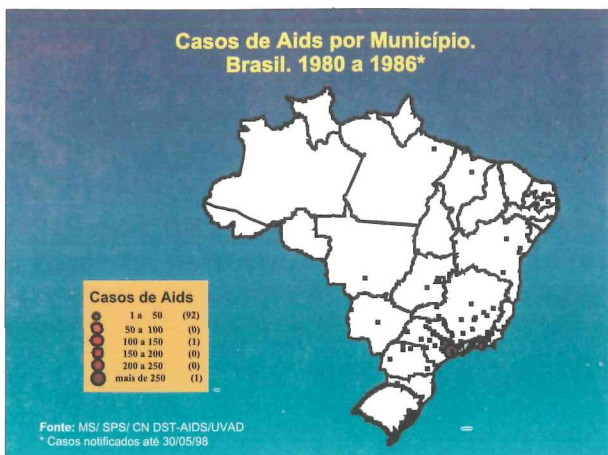 Casos de Aids por Município.
Brasil. 1980 a 1986*
Casos de Aids
1 a 50 (92)
50 a 100 (0)
100 a 150 (1)
150 a 200 (0)
200 a 250 (0)
mais de 250 (1)
Fonte: MS/ SPS/ CN DST-AIDS/UVAD
* Casos notificados até 30/05/98